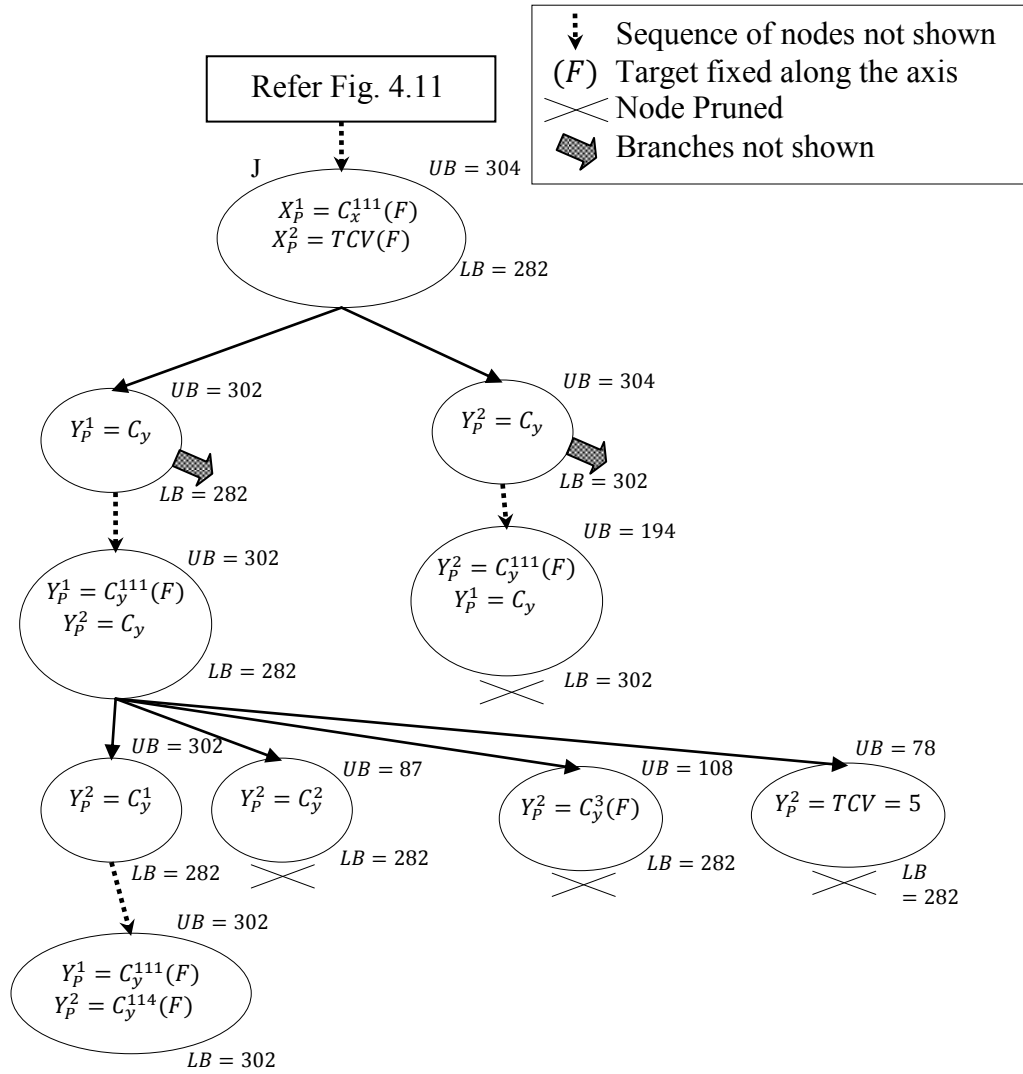 Sequence of nodes not shown
(F) Target fixed along the axis
Node Pruned
Branches not shown
Refer Fig. 4.11
J
UB = 304
X_P^1 = C_x^111(F)
X_P^2 = TCV(F)
LB = 282
UB = 302
Y_P^1 = C_y
LB = 282
UB = 304
Y_P^2 = C_y
LB = 302
UB = 302
Y_P^1 = C_y^111(F)
Y_P^2 = C_y
LB = 282
UB = 194
Y_P^2 = C_y^111(F)
Y_P^1 = C_y
LB = 302
UB = 302
Y_P^2 = C_y^1
LB = 282
UB = 87
Y_P^2 = C_y^2
LB = 282
UB = 108
Y_P^2 = C_y^3(F)
LB = 282
UB = 78
Y_P^2 = TCV = 5
LB
= 282
UB = 302
Y_P^1 = C_y^111(F)
Y_P^2 = C_y^114(F)
LB = 302